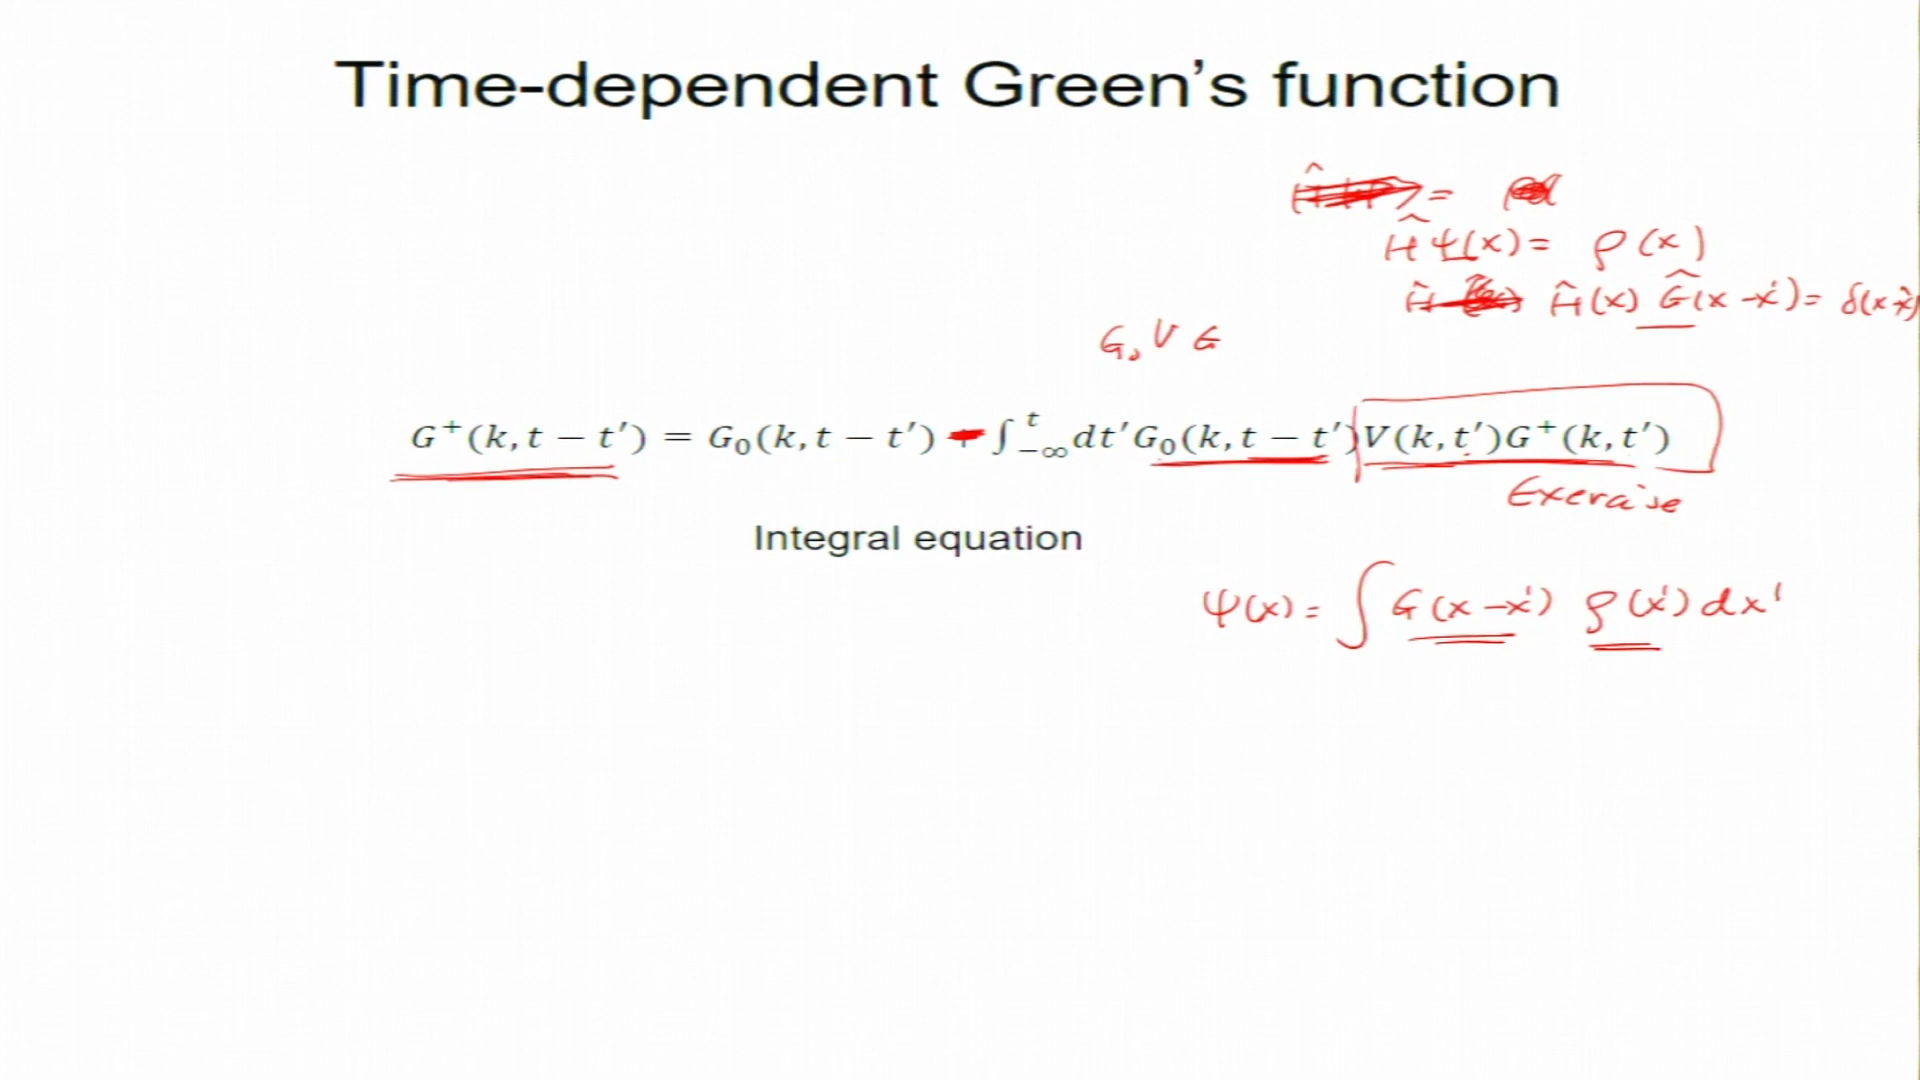 Time-dependent Green’s function
Ĥ ψ(x) = ρ(x)
Ĥ(x) Ĝ(x-x') = δ(x-x')
G₀ V G
G⁺(k, t − t′) = G₀(k, t − t′) + ∫₋∞ᵗ dt′G₀(k, t − t′)V(k, t′)G⁺(k, t′)
Exercise
Integral equation
ψ(x) = ∫ G(x-x') ρ(x') dx'